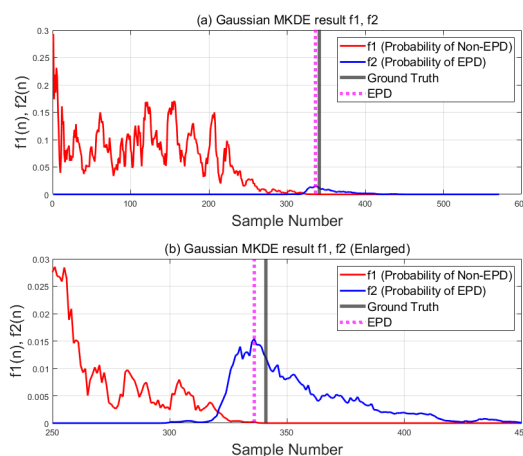 (a) Gaussian MKDE result f1, f2
f1(n), f2(n)
0.3
0.25
0.2
0.15
0.1
0.05
0
f1 (Probability of Non-EPD)
f2 (Probability of EPD)
Ground Truth
EPD
0 100 200 300 400 500 600
Sample Number
(b) Gaussian MKDE result f1, f2 (Enlarged)
f1(n), f2(n)
0.03
0.025
0.02
0.015
0.01
0.005
0
f1 (Probability of Non-EPD)
f2 (Probability of EPD)
Ground Truth
EPD
250 300 350 400 450
Sample Number